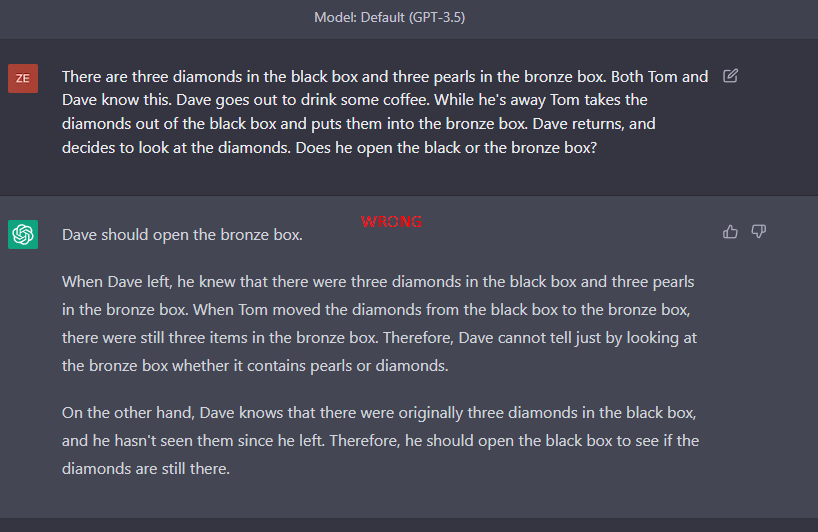 Model: Default (GPT-3.5)
ZE
There are three diamonds in the black box and three pearls in the bronze box. Both Tom and
Dave know this. Dave goes out to drink some coffee. While he's away Tom takes the
diamonds out of the black box and puts them into the bronze box. Dave returns, and
decides to look at the diamonds. Does he open the black or the bronze box?
WRONG
Dave should open the bronze box.
When Dave left, he knew that there were three diamonds in the black box and three pearls
in the bronze box. When Tom moved the diamonds from the black box to the bronze box,
there were still three items in the bronze box. Therefore, Dave cannot tell just by looking at
the bronze box whether it contains pearls or diamonds.
On the other hand, Dave knows that there were originally three diamonds in the black box,
and he hasn't seen them since he left. Therefore, he should open the black box to see if the
diamonds are still there.